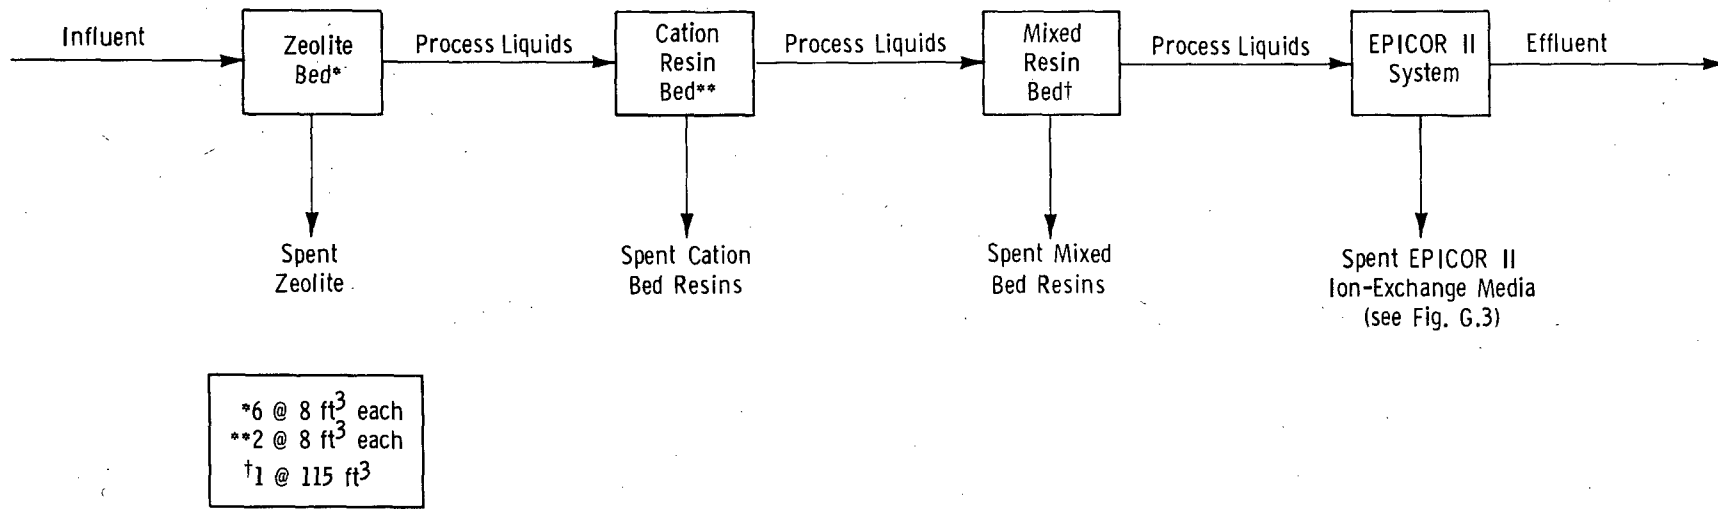 Influent
Zeolite
Bed*
Process Liquids
Cation
Resin
Bed**
Process Liquids
Mixed
Resin
Bed†
Process Liquids
EPICOR II
System
Effluent
Spent
Zeolite
Spent Cation
Bed Resins
Spent Mixed
Bed Resins
Spent EPICOR II
Ion-Exchange Media
(see Fig. G.3)
*6 @ 8 ft³ each
**2 @ 8 ft³ each
†1 @ 115 ft³